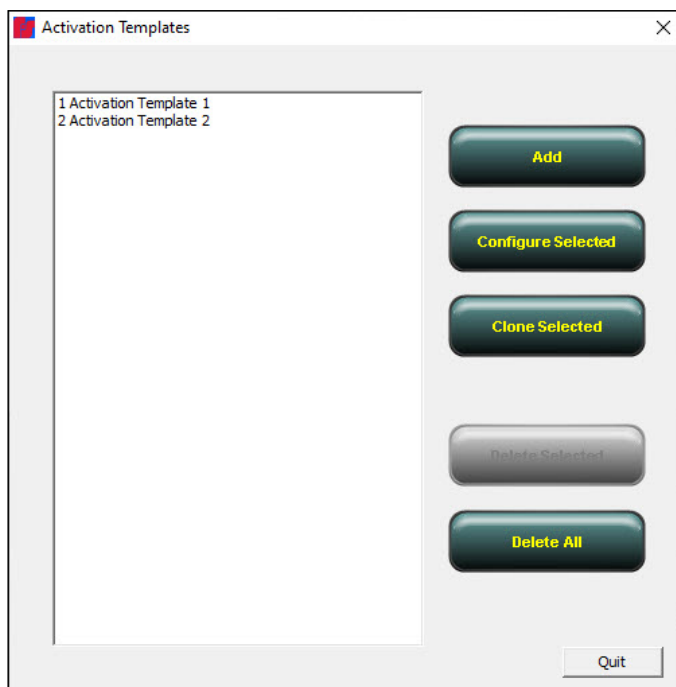 Activation Templates
1 Activation Template 1
2 Activation Template 2
Add
Configure Selected
Clone Selected
Delete Selected
Delete All
Quit